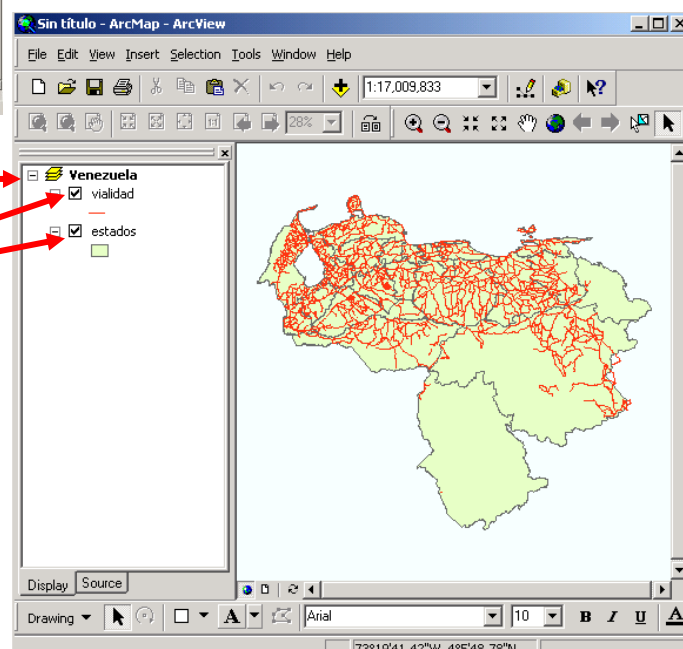 Sin título - ArcMap - ArcView
File Edit View Insert Selection Tools Window Help
1:17,009,833
28%
Venezuela
vialidad
estados
Display Source
Drawing A Arial 10 B I U A